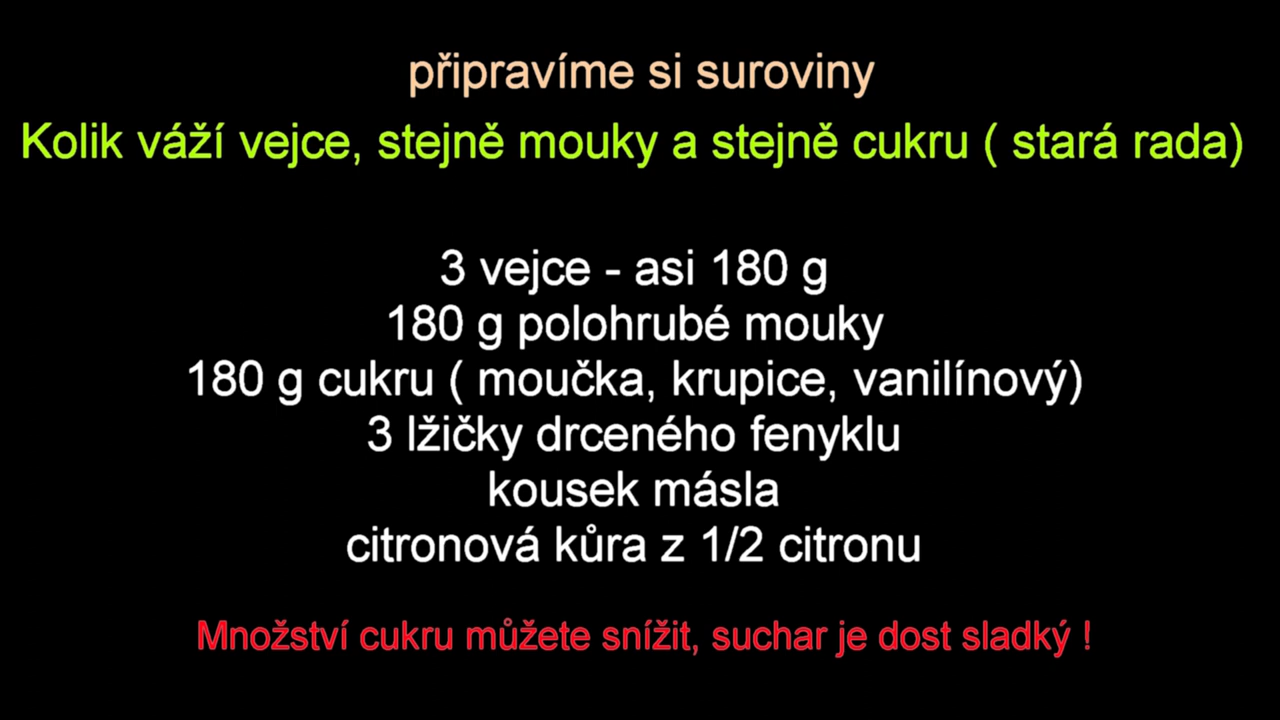 připravíme si suroviny
Kolik váží vejce, stejně mouky a stejně cukru ( stará rada)
3 vejce - asi 180 g
180 g polohrubé mouky
180 g cukru ( moučka, krupice, vanilínový)
3 lžičky drceného fenyklu
kousek másla
citronová kůra z 1/2 citronu
Množství cukru můžete snížit, suchar je dost sladký !